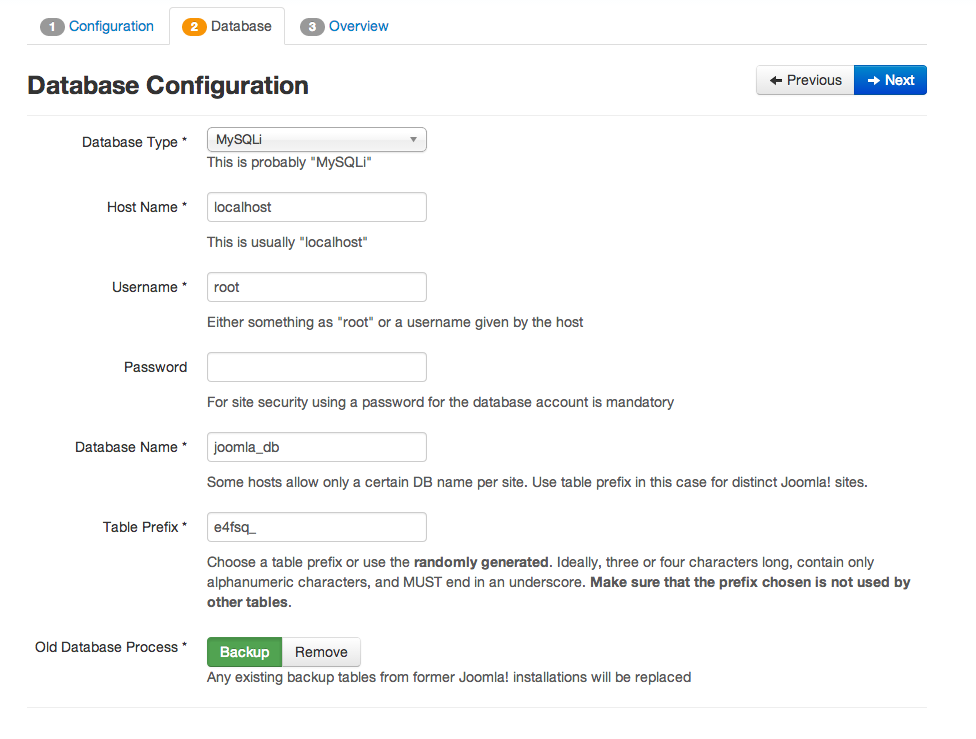 1 Configuration 2 Database 3 Overview
Database Configuration
Previous Next
Database Type *
MySQLi
This is probably "MySQLi"
Host Name *
localhost
This is usually "localhost"
Username *
root
Either something as "root" or a username given by the host
Password
For site security using a password for the database account is mandatory
Database Name *
joomla_db
Some hosts allow only a certain DB name per site. Use table prefix in this case for distinct Joomla! sites.
Table Prefix *
e4fsq_
Choose a table prefix or use the randomly generated. Ideally, three or four characters long, contain only
alphanumeric characters, and MUST end in an underscore. Make sure that the prefix chosen is not used by
other tables.
Old Database Process *
Backup Remove
Any existing backup tables from former Joomla! installations will be replaced